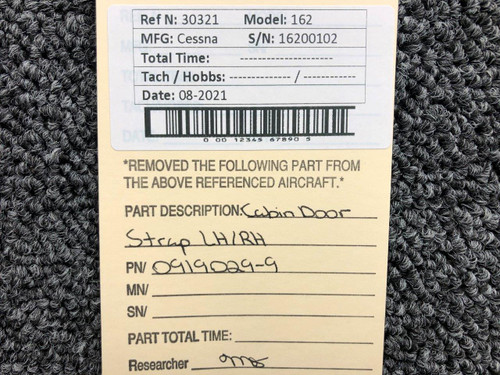 Ref N: 30321 Model: 162
MFG: Cessna S/N: 16200102
Total Time: --------------------
Tach / Hobbs: ------------- / -----------
Date: 08-2021
0 00 12345 67890 5
*REMOVED THE FOLLOWING PART FROM
THE ABOVE REFERENCED AIRCRAFT.*
PART DESCRIPTION: Cabin Door
Strap LH/RH
PN/ 0919029-9
MN/
SN/
PART TOTAL TIME:
Researcher